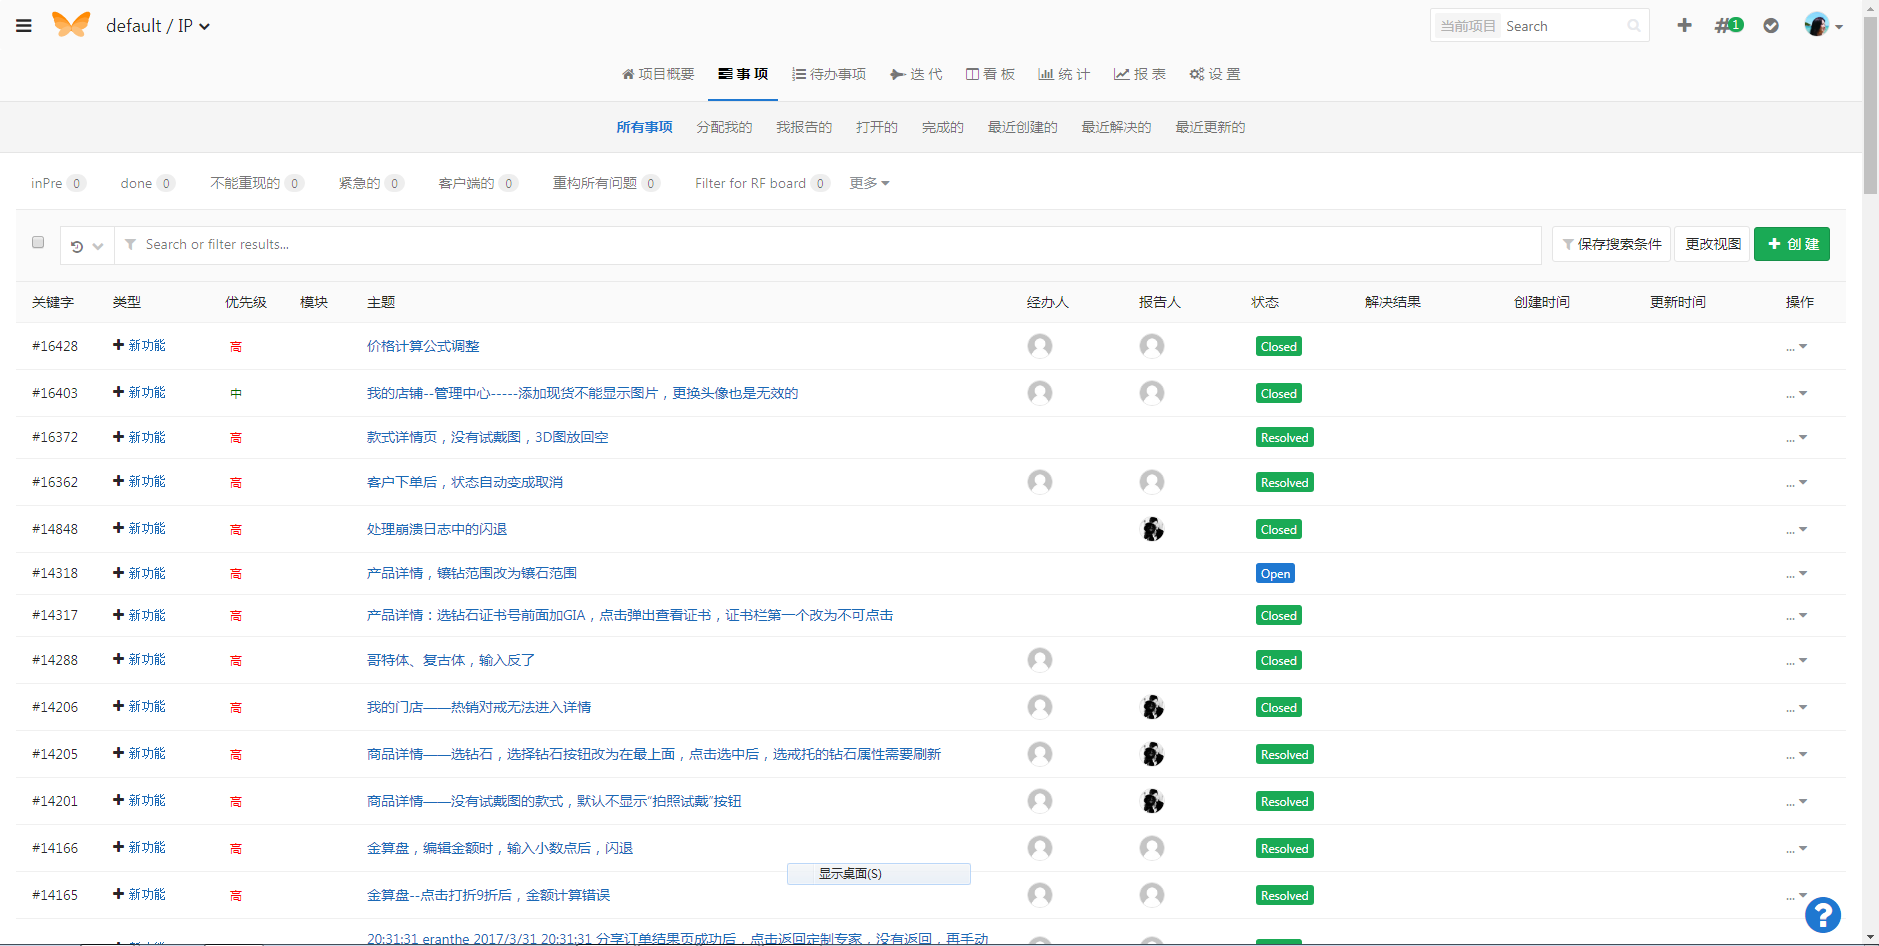 default / IP
当前项目 Search
1
项目概要 事 项 待办事项 迭 代 看 板 统 计 报 表 设 置
所有事项 分配我的 我报告的 打开的 完成的 最近创建的 最近解决的 最近更新的
inPre 0 done 0 不能重现的 0 紧急的 0 客户端的 0 重构所有问题 0 Filter for RF board 0 更多
Search or filter results...
保存搜索条件 更改视图 + 创 建
关键字 类型 优先级 模块 主题 经办人 报告人 状态 解决结果 创建时间 更新时间 操作
#16428 新功能 高 价格计算公式调整 Closed ...
#16403 新功能 中 我的店铺--管理中心-----添加现货不能显示图片，更换头像也是无效的 Closed ...
#16372 新功能 高 款式详情页，没有试戴图，3D图放回空 Resolved ...
#16362 新功能 高 客户下单后，状态自动变成取消 Resolved ...
#14848 新功能 高 处理崩溃日志中的闪退 Closed ...
#14318 新功能 高 产品详情，镶钻范围改为镶石范围 Open ...
#14317 新功能 高 产品详情：选钻石证书号前面加GIA，点击弹出查看证书，证书栏第一个改为不可点击 Closed ...
#14288 新功能 高 哥特体、复古体，输入反了 Closed ...
#14206 新功能 高 我的门店——热销对戒无法进入详情 Closed ...
#14205 新功能 高 商品详情——选钻石，选择钻石按钮改为在最上面，点击选中后，选戒托的钻石属性需要刷新 Resolved ...
#14201 新功能 高 商品详情——没有试戴图的款式，默认不显示“拍照试戴”按钮 Resolved ...
#14166 新功能 高 金算盘，编辑金额时，输入小数点后，闪退 Resolved ...
显示桌面(S)
#14165 新功能 高 金算盘--点击打折9折后，金额计算错误 Resolved ...
20:31:31 eranthe 2017/3/31 20:31:31 分享订单结果页成功后，点击返回定制专家，没有返回，再手动